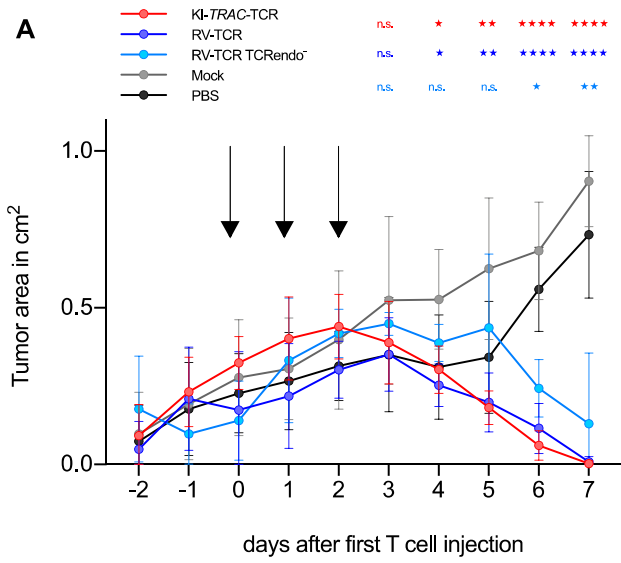 A
KI-TRAC-TCR n.s. ★ ★★ ★★★★ ★★★★
RV-TCR n.s. ★ ★★ ★★★★ ★★★★
RV-TCR TCRendo⁻ n.s. n.s. n.s. ★ ★★
Mock
PBS
Tumor area in cm²
1.0
0.5
0.0
-2 -1 0 1 2 3 4 5 6 7
days after first T cell injection